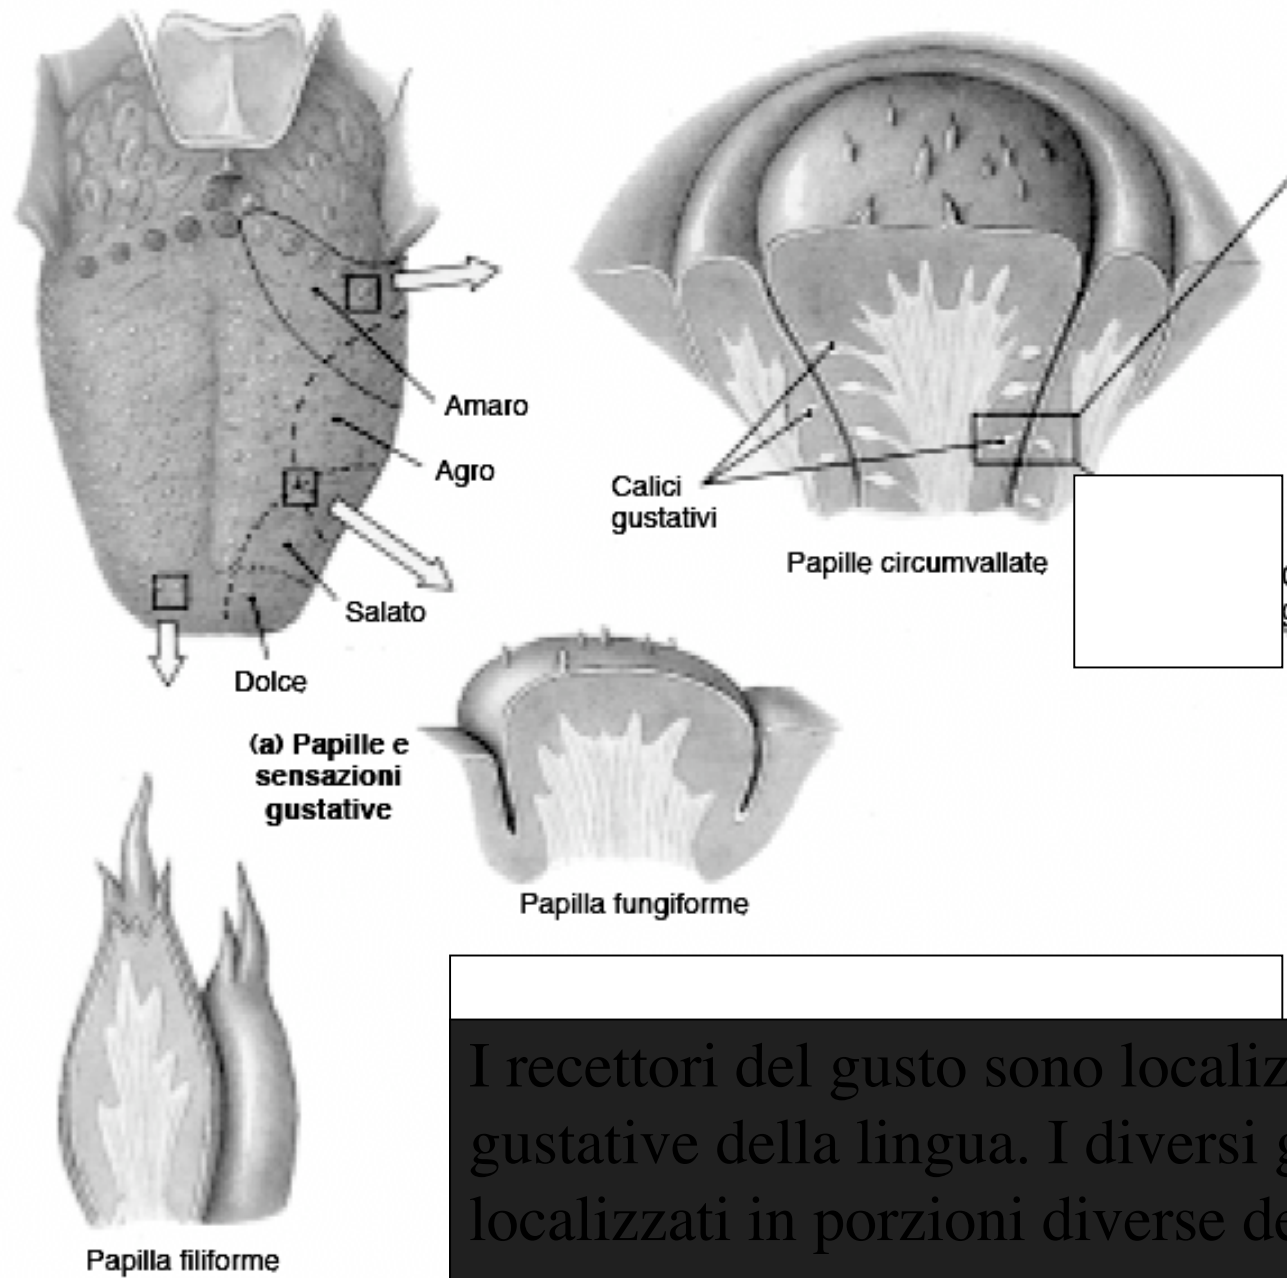 Amaro
Agro
Salato
Dolce
Calici
gustativi
Papille circumvallate
(a) Papille e
sensazioni
gustative
Papilla fungiforme
Papilla filiforme
I recettori del gusto sono localiz
gustative della lingua. I diversi g
localizzati in porzioni diverse de